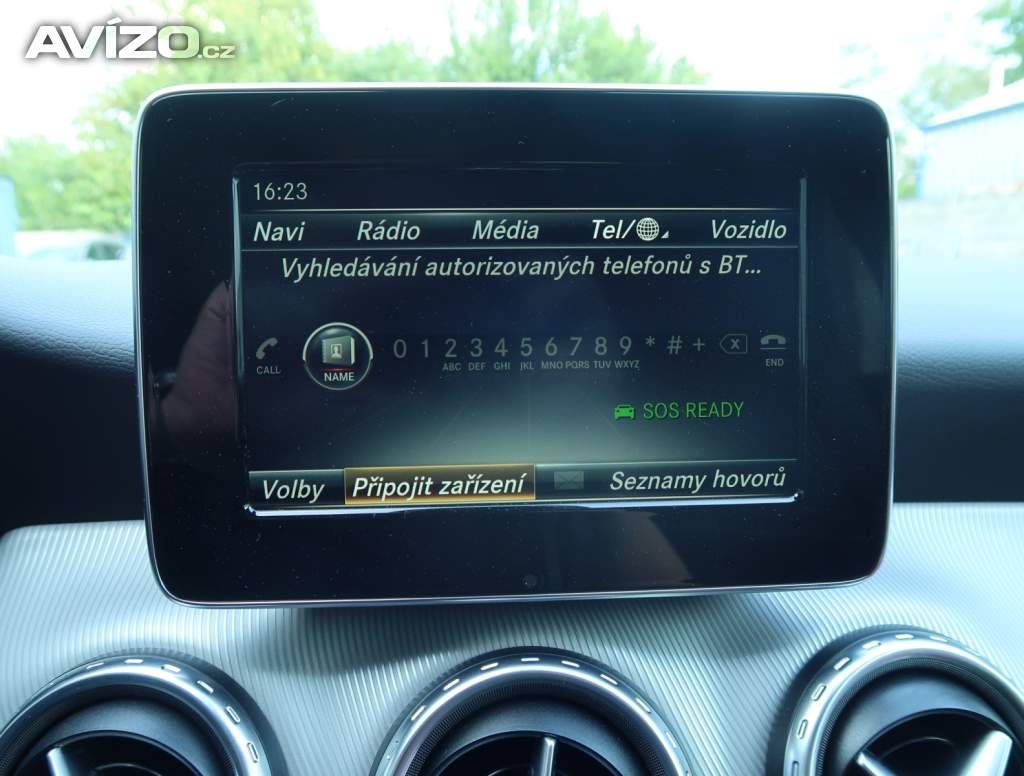 AVÍZO.cz
16:23
Navi Rádio Média Tel/ Vozidlo
Vyhledávání autorizovaných telefonů s BT...
0 1 2 3 4 5 6 7 8 9 * # + X
CALL NAME ABC DEF GHI JKL MNO PQRS TUV WXYZ END
SOS READY
Volby Připojit zařízení Seznamy hovorů